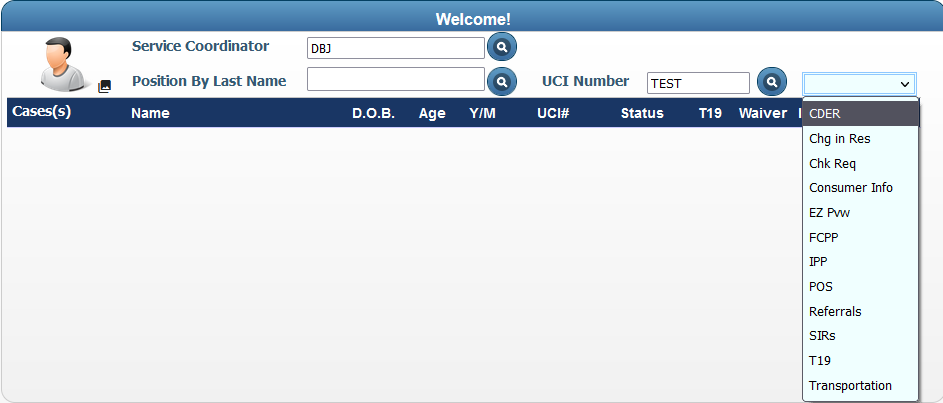 Welcome!
Service Coordinator DBJ
Position By Last Name UCI Number TEST
Cases(s) Name D.O.B. Age Y/M UCI# Status T19 Waiver
CDER
Chg in Res
Chk Req
Consumer Info
EZ Pvw
FCPP
IPP
POS
Referrals
SIRs
T19
Transportation